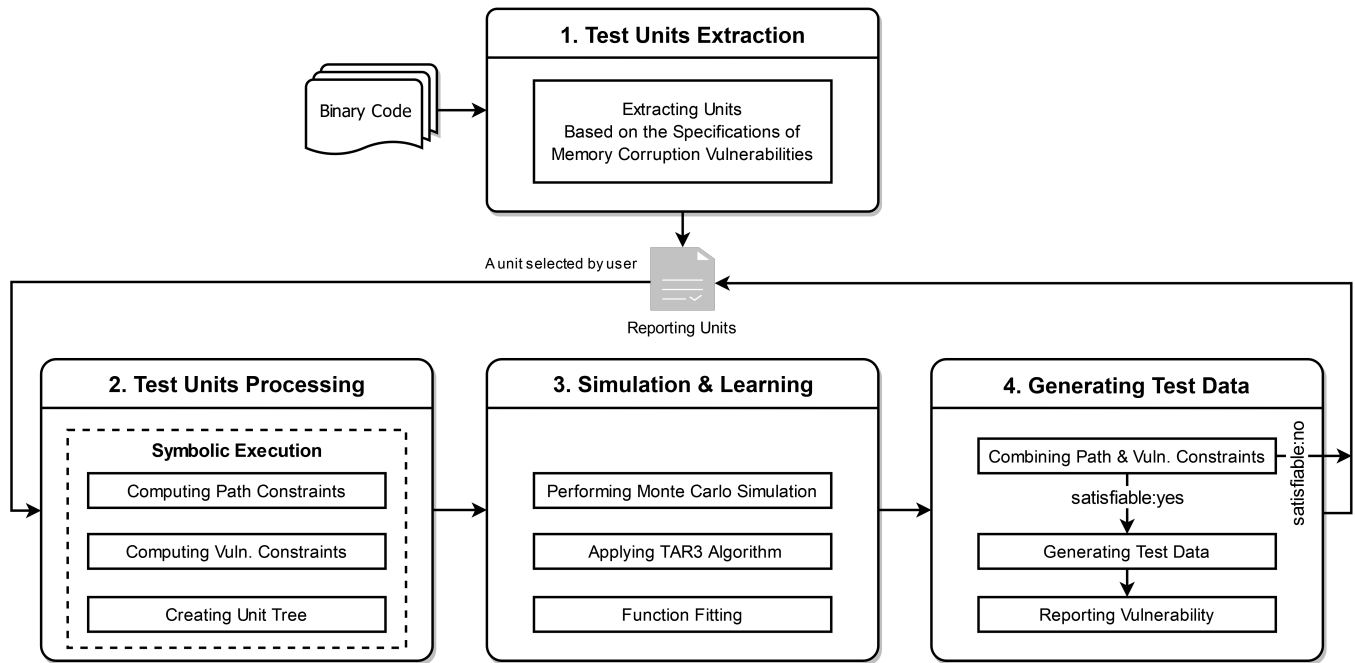 1. Test Units Extraction
Binary Code
Extracting Units
Based on the Specifications of
Memory Corruption Vulnerabilities
A unit selected by user
Reporting Units
2. Test Units Processing
Symbolic Execution
Computing Path Constraints
Computing Vuln. Constraints
Creating Unit Tree
3. Simulation & Learning
Performing Monte Carlo Simulation
Applying TAR3 Algorithm
Function Fitting
4. Generating Test Data
Combining Path & Vuln. Constraints
satisfiable:no
satisfiable:yes
Generating Test Data
Reporting Vulnerability